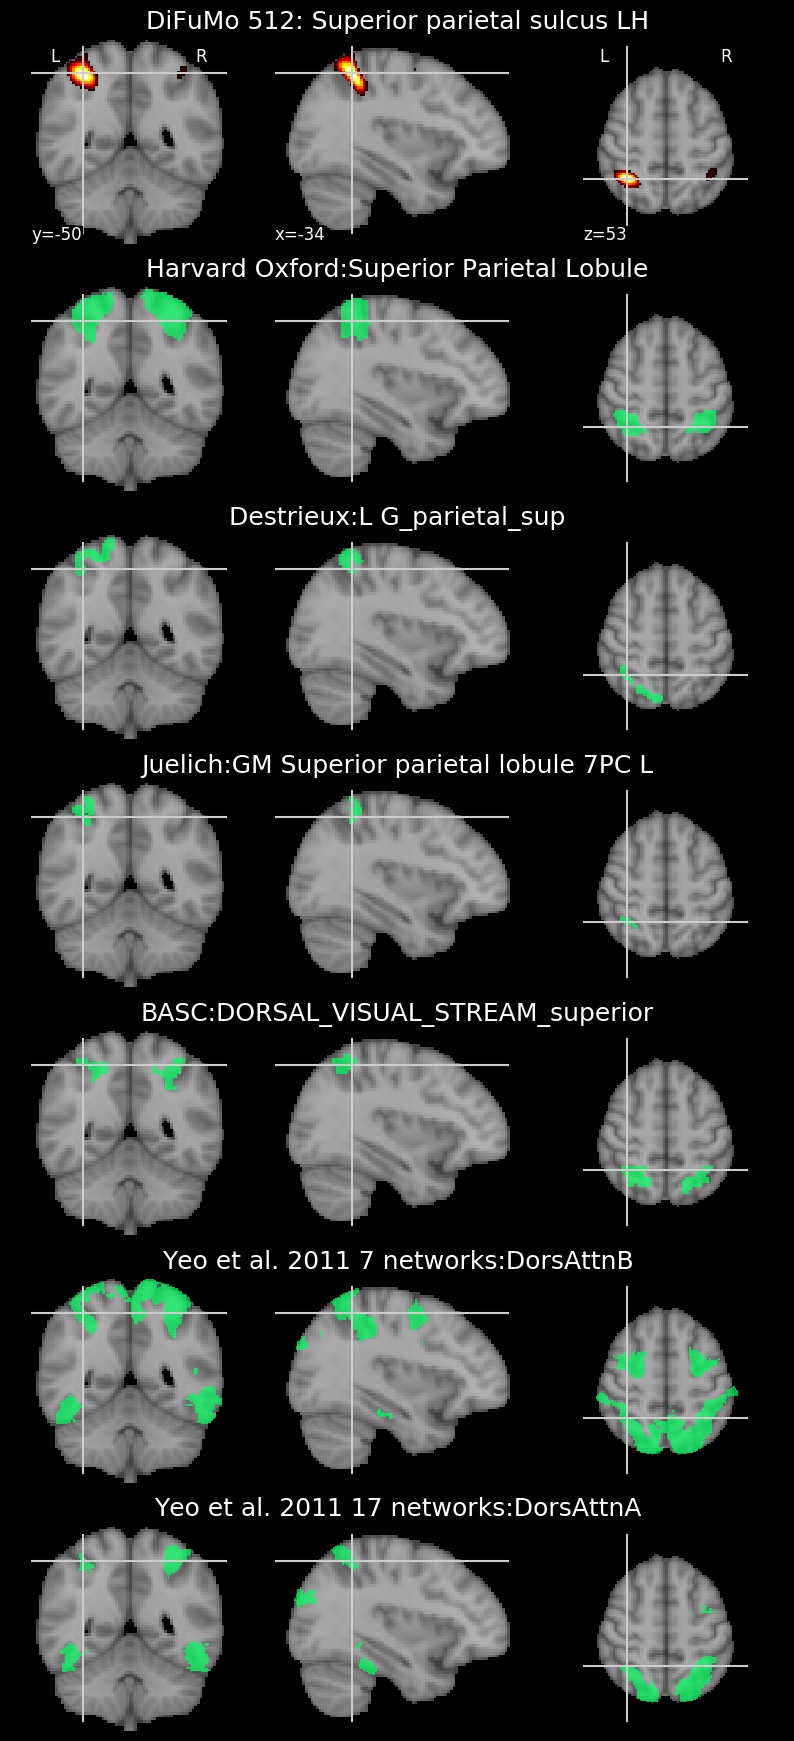 DiFuMo 512: Superior parietal sulcus LH
L R L R
y=-50 x=-34 z=53
Harvard Oxford:Superior Parietal Lobule
Destrieux:L G_parietal_sup
Juelich:GM Superior parietal lobule 7PC L
BASC:DORSAL_VISUAL_STREAM_superior
Yeo et al. 2011 7 networks:DorsAttnB
Yeo et al. 2011 17 networks:DorsAttnA